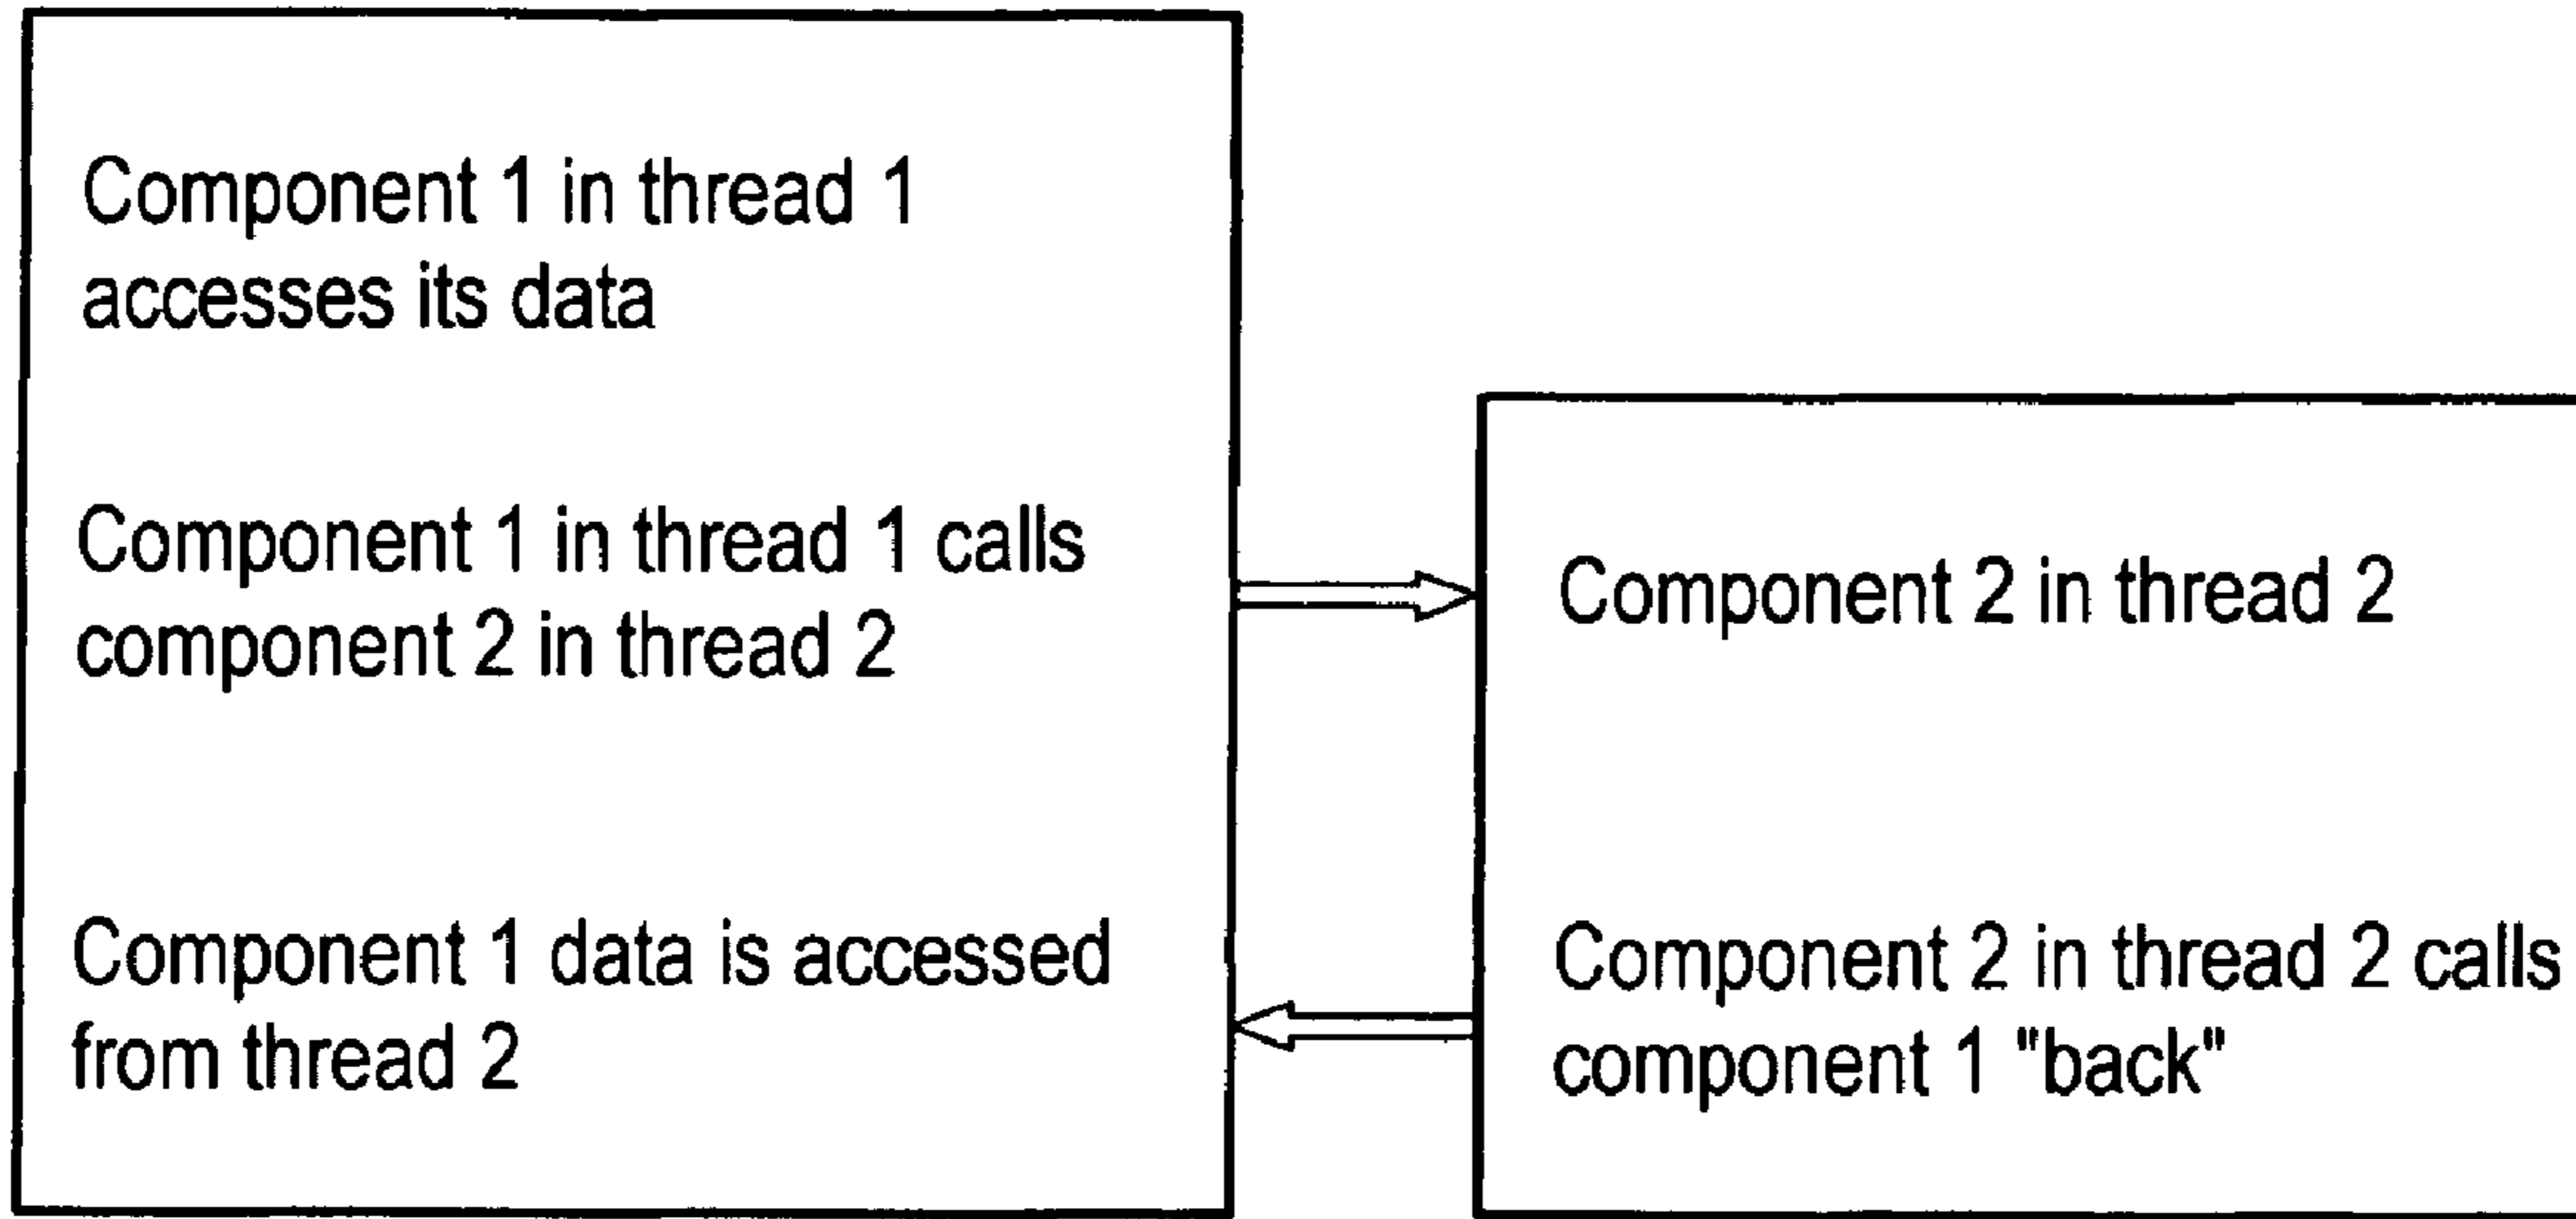 Component 1 in thread 1
accesses its data
Component 1 in thread 1 calls
component 2 in thread 2
Component 1 data is accessed
from thread 2
Component 2 in thread 2
Component 2 in thread 2 calls
component 1 "back"